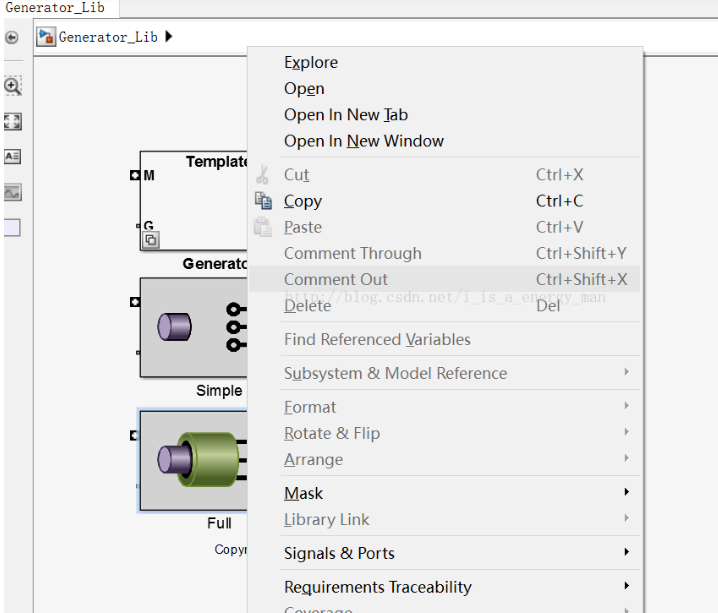 Generator_Lib
Generator_Lib
Explore
Open
Open In New Tab
Open In New Window
Cut Ctrl+X
Copy Ctrl+C
Paste Ctrl+V
Comment Through Ctrl+Shift+Y
Comment Out Ctrl+Shift+X
http://blog.csdn.net/i_is_a_energy_man
Delete Del
Find Referenced Variables
Subsystem & Model Reference
Format
Rotate & Flip
Arrange
Mask
Library Link
Signals & Ports
Requirements Traceability
Coverage
Template
M
G
Generato
Simple
Full
Copyr